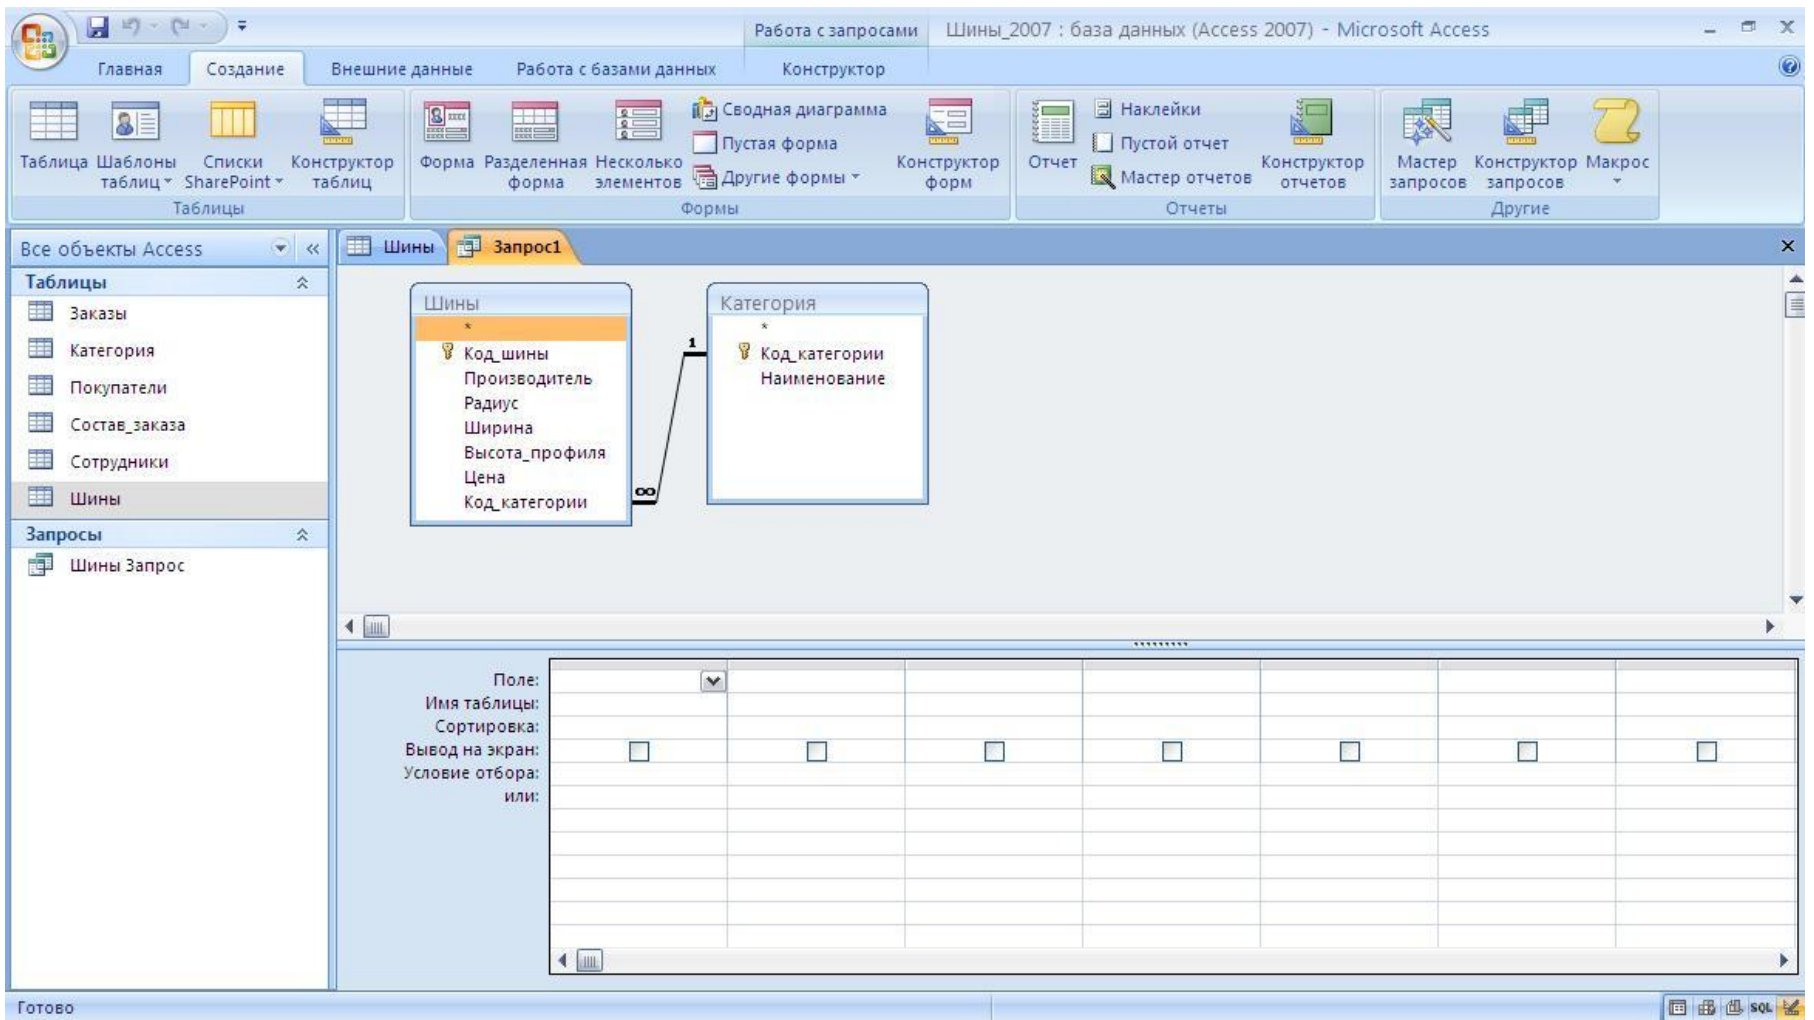 Работа с запросами
Шины_2007 : база данных (Access 2007) - Microsoft Access
Главная Создание Внешние данные Работа с базами данных Конструктор
Таблица
Шаблоны таблиц
Списки SharePoint
Конструктор таблиц
Таблицы
Форма
Разделенная форма
Несколько элементов
Сводная диаграмма
Пустая форма
Другие формы
Конструктор форм
Формы
Отчет
Наклейки
Пустой отчет
Мастер отчетов
Конструктор отчетов
Отчеты
Мастер запросов
Конструктор запросов
Макрос
Другие
Все объекты Access
Таблицы
Заказы
Категория
Покупатели
Состав_заказа
Сотрудники
Шины
Запросы
Шины Запрос
Шины
Запрос1
Шины
*
Код_шины
Производитель
Радиус
Ширина
Высота_профиля
Цена
Код_категории
1
∞
Категория
*
Код_категории
Наименование
Поле:
Имя таблицы:
Сортировка:
Вывод на экран:
Условие отбора:
или:
Готово
SQL